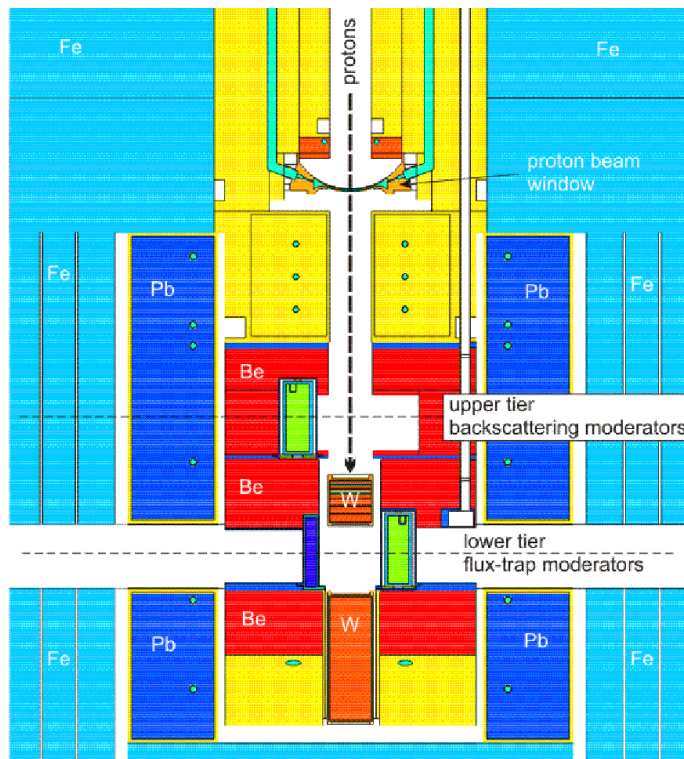 Fe
Fe
protons
proton beam
window
Fe
Pb
Pb
Fe
Be
upper tier
backscattering moderators
Be
W
lower tier
flux-trap moderators
Be
W
Pb
Pb
Fe
Fe